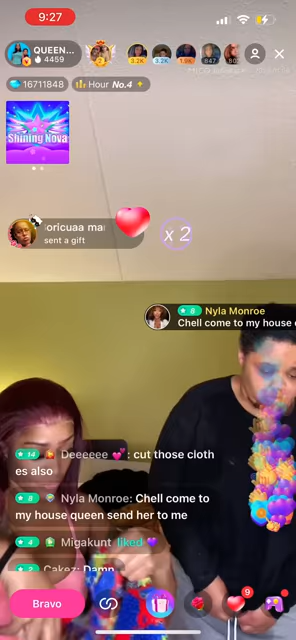 9:27
QUEEN...
4459
3.2K
3.2K
1.9K
847
16711848
Hour No.4 +
Shining Nova
oricuaa mai
sent a gift
x 2
8 Nyla Monroe
Chell come to my house
14 Deeeeee 💕: cut those cloth
es also
8 Nyla Monroe: Chell come to
my house queen send her to me
4 Migakunt liked 💜
Cakez: Damn
Bravo
9